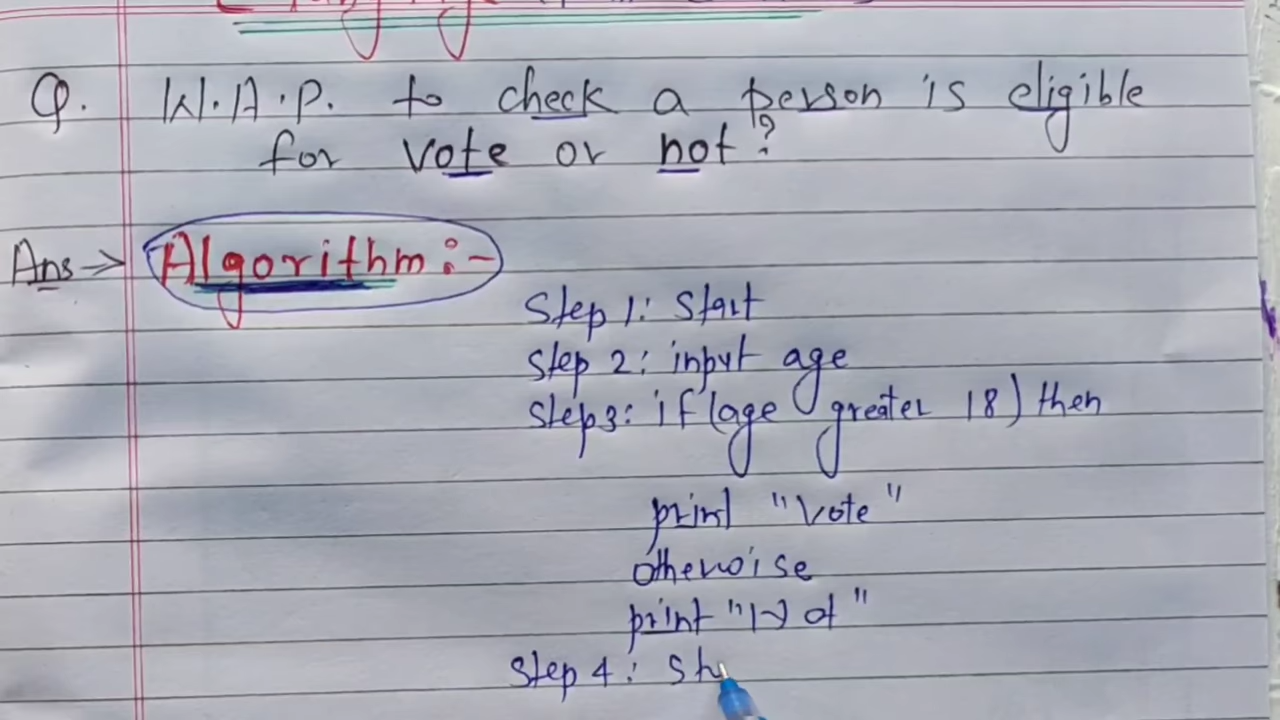 Q. W.A.P. to check a person is eligible
for vote or not?
Ans → Algorithm :-
Step 1: Start
Step 2: input age
Step 3: if (age greater 18) then
print "Vote"
otherwise
print "Not"
Step 4: